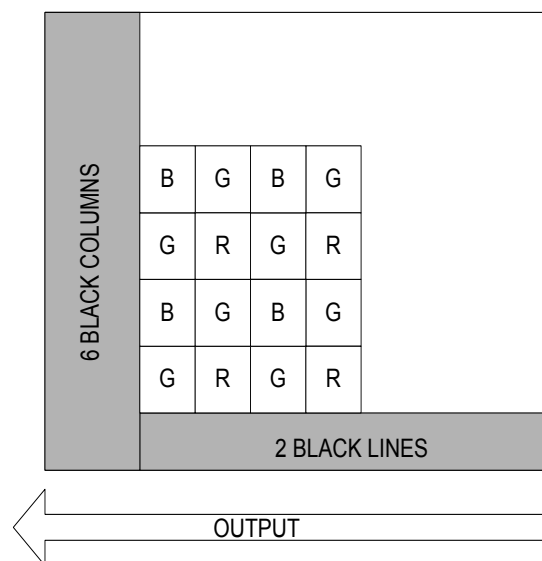 6 BLACK COLUMNS
B G B G
G R G R
B G B G
G R G R
2 BLACK LINES
OUTPUT